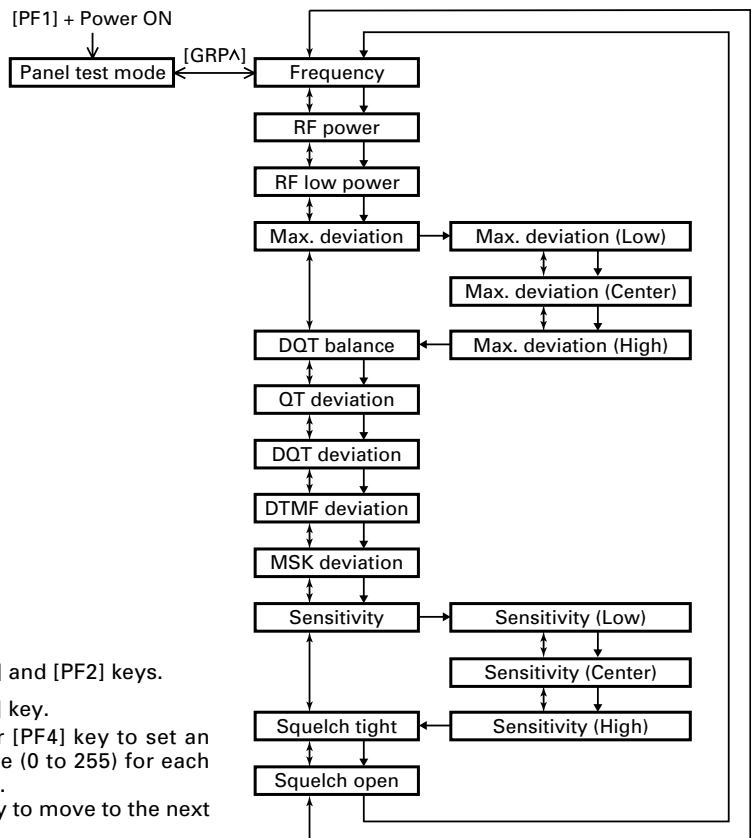 [PF1] + Power ON
[GRP∧]
Panel test mode
Frequency
RF power
RF low power
Max. deviation
Max. deviation (Low)
Max. deviation (Center)
DQT balance
Max. deviation (High)
QT deviation
DQT deviation
DTMF deviation
MSK deviation
Sensitivity
Sensitivity (Low)
] and [PF2] keys.
Sensitivity (Center)
] key.
Squelch tight
Sensitivity (High)
r [PF4] key to set an
e (0 to 255) for each
.
Squelch open
y to move to the next